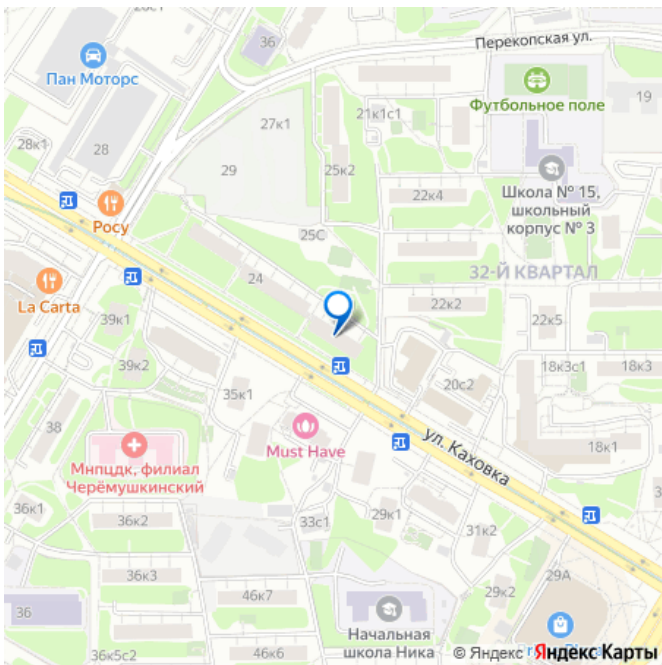 36
Перекопская ул.
Пан Моторс
Футбольное поле
19
27к1
21к1с1
28к1
28
29
25к2
22к4
Школа № 15,
школьный
корпус № 3
Росу
25С
24
32-Й КВАРТАЛ
La Carta
39к1
22к2
22к5
39к2
18к3с1
18к3
35к1
20с2
38
ул. Каховка
Must Have
18к1
Мнпцдк, филиал
Черёмушкинский
36к1
36к2
33с1
29к1
31к2
36к3
29А
46к7
29к2
36
Начальная
школа Ника
36к5с2
46к6
© Яндекс
Яндекс Карты